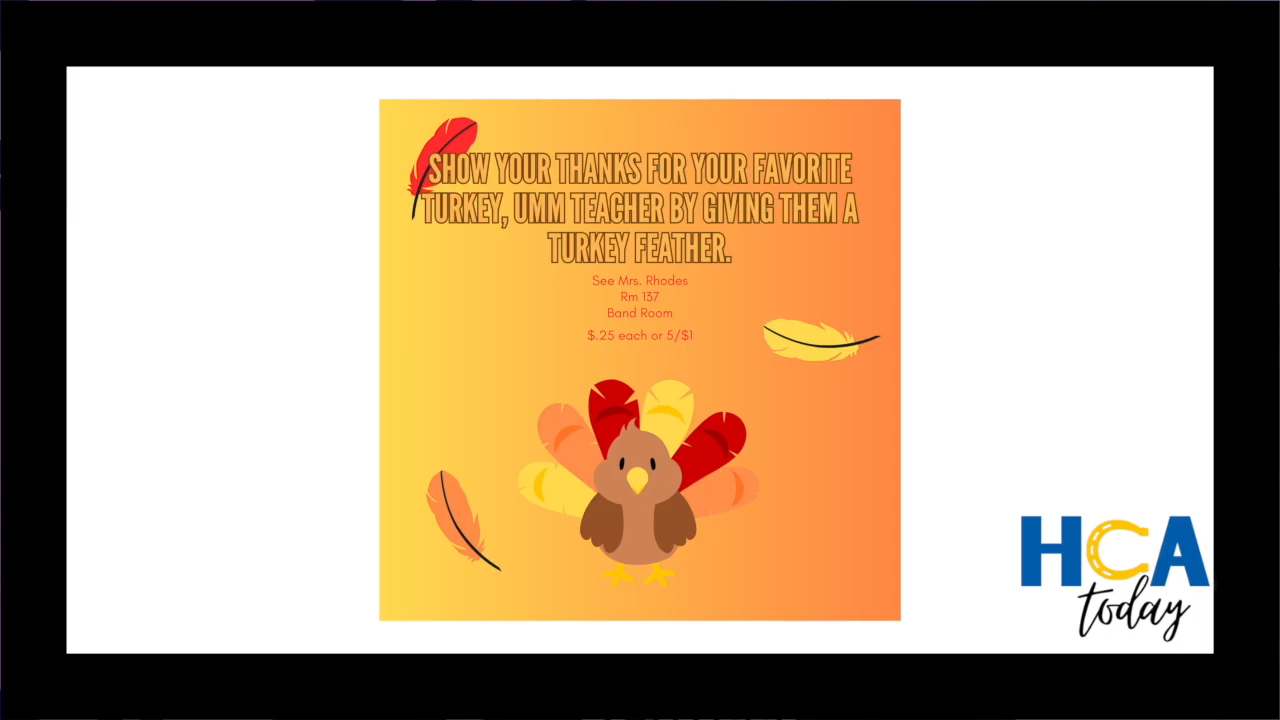 SHOW YOUR THANKS FOR YOUR FAVORITE
TURKEY, UMM TEACHER BY GIVING THEM A
TURKEY FEATHER.
See Mrs. Rhodes
Rm 137
Band Room
$.25 each or 5/$1
HCA
today